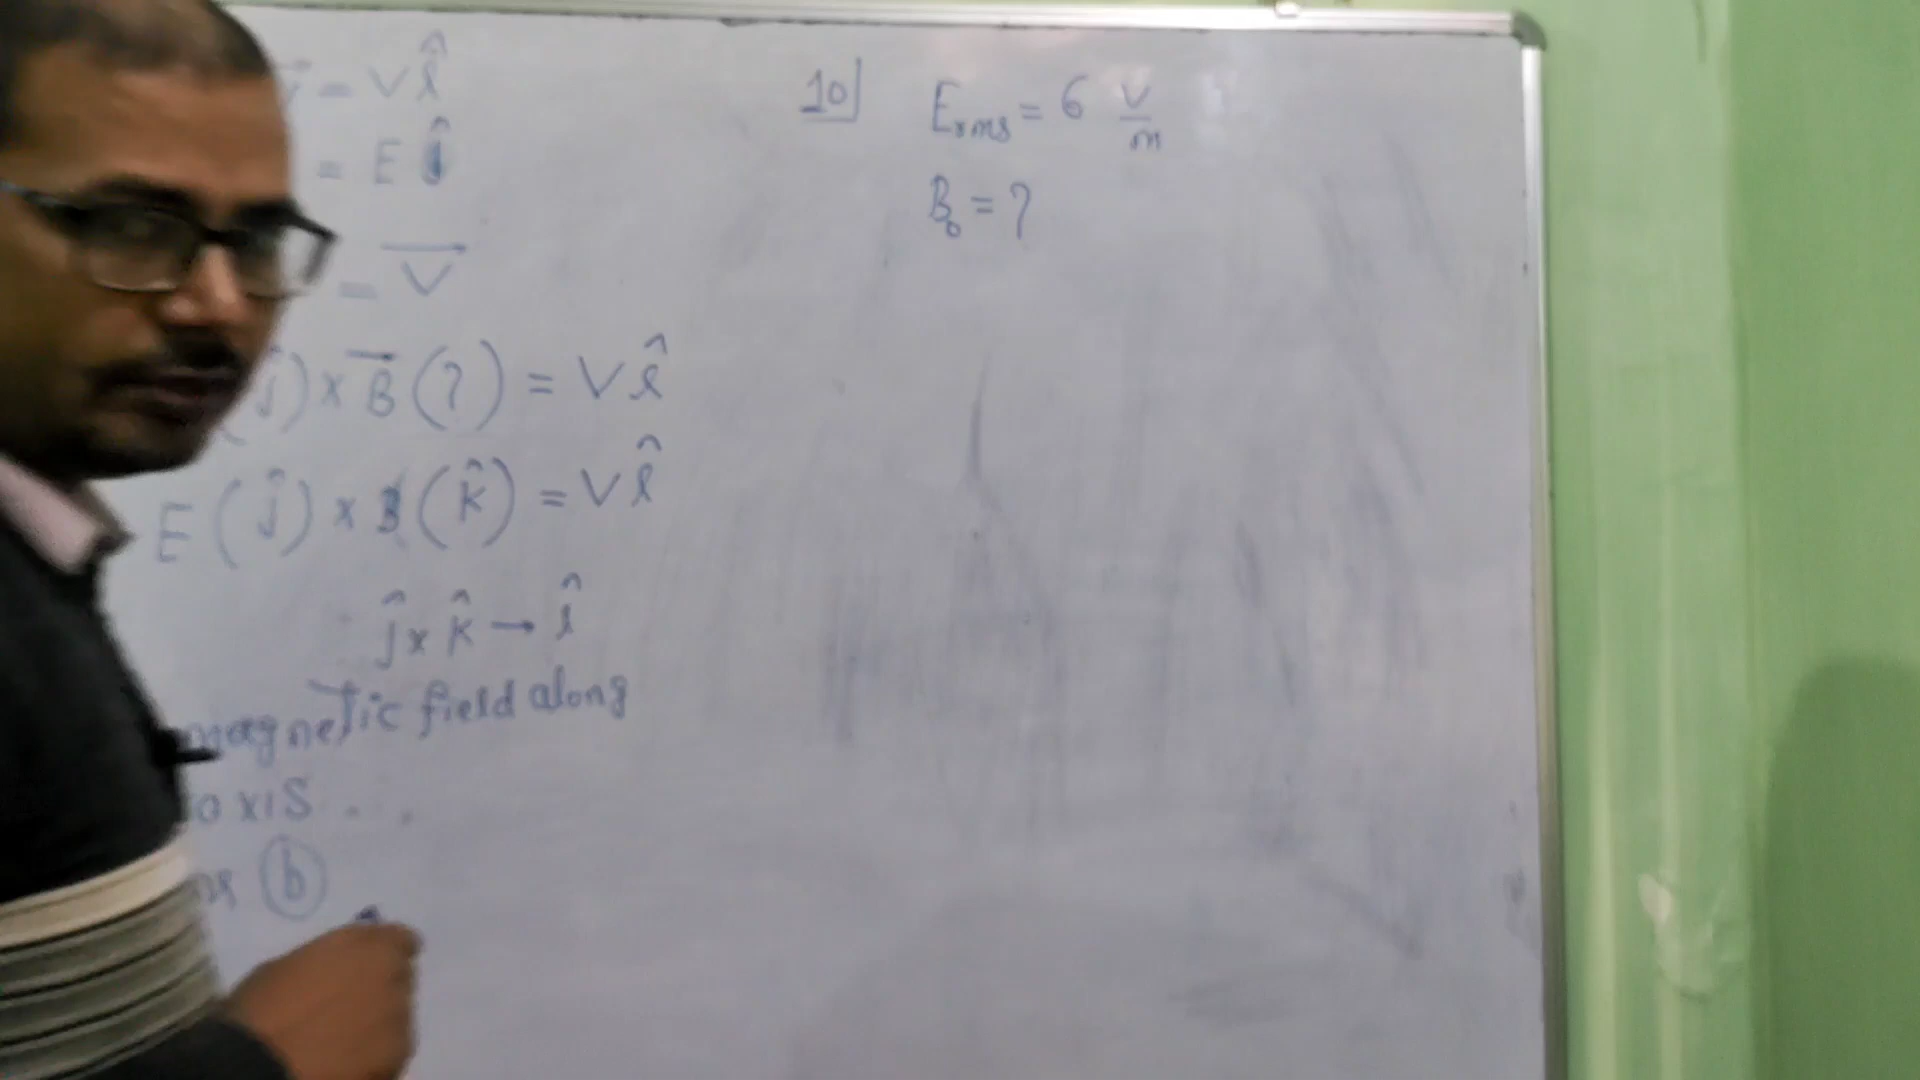 = V î
= E ĵ
= V⃗
ĵ) × B⃗ (?) = V î
E (ĵ) × B (k̂) = V î
ĵ × k̂ → î
magnetic field along
axis
(b)
10] E_rms = 6 V/m
B₀ = ?